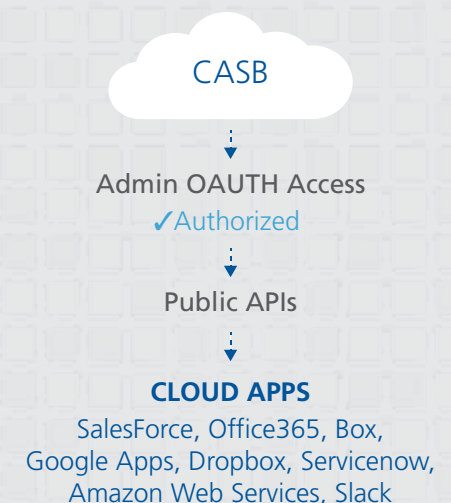 CASB
Admin OAUTH Access
✓Authorized
Public APIs
CLOUD APPS
SalesForce, Office365, Box,
Google Apps, Dropbox, Servicenow,
Amazon Web Services, Slack